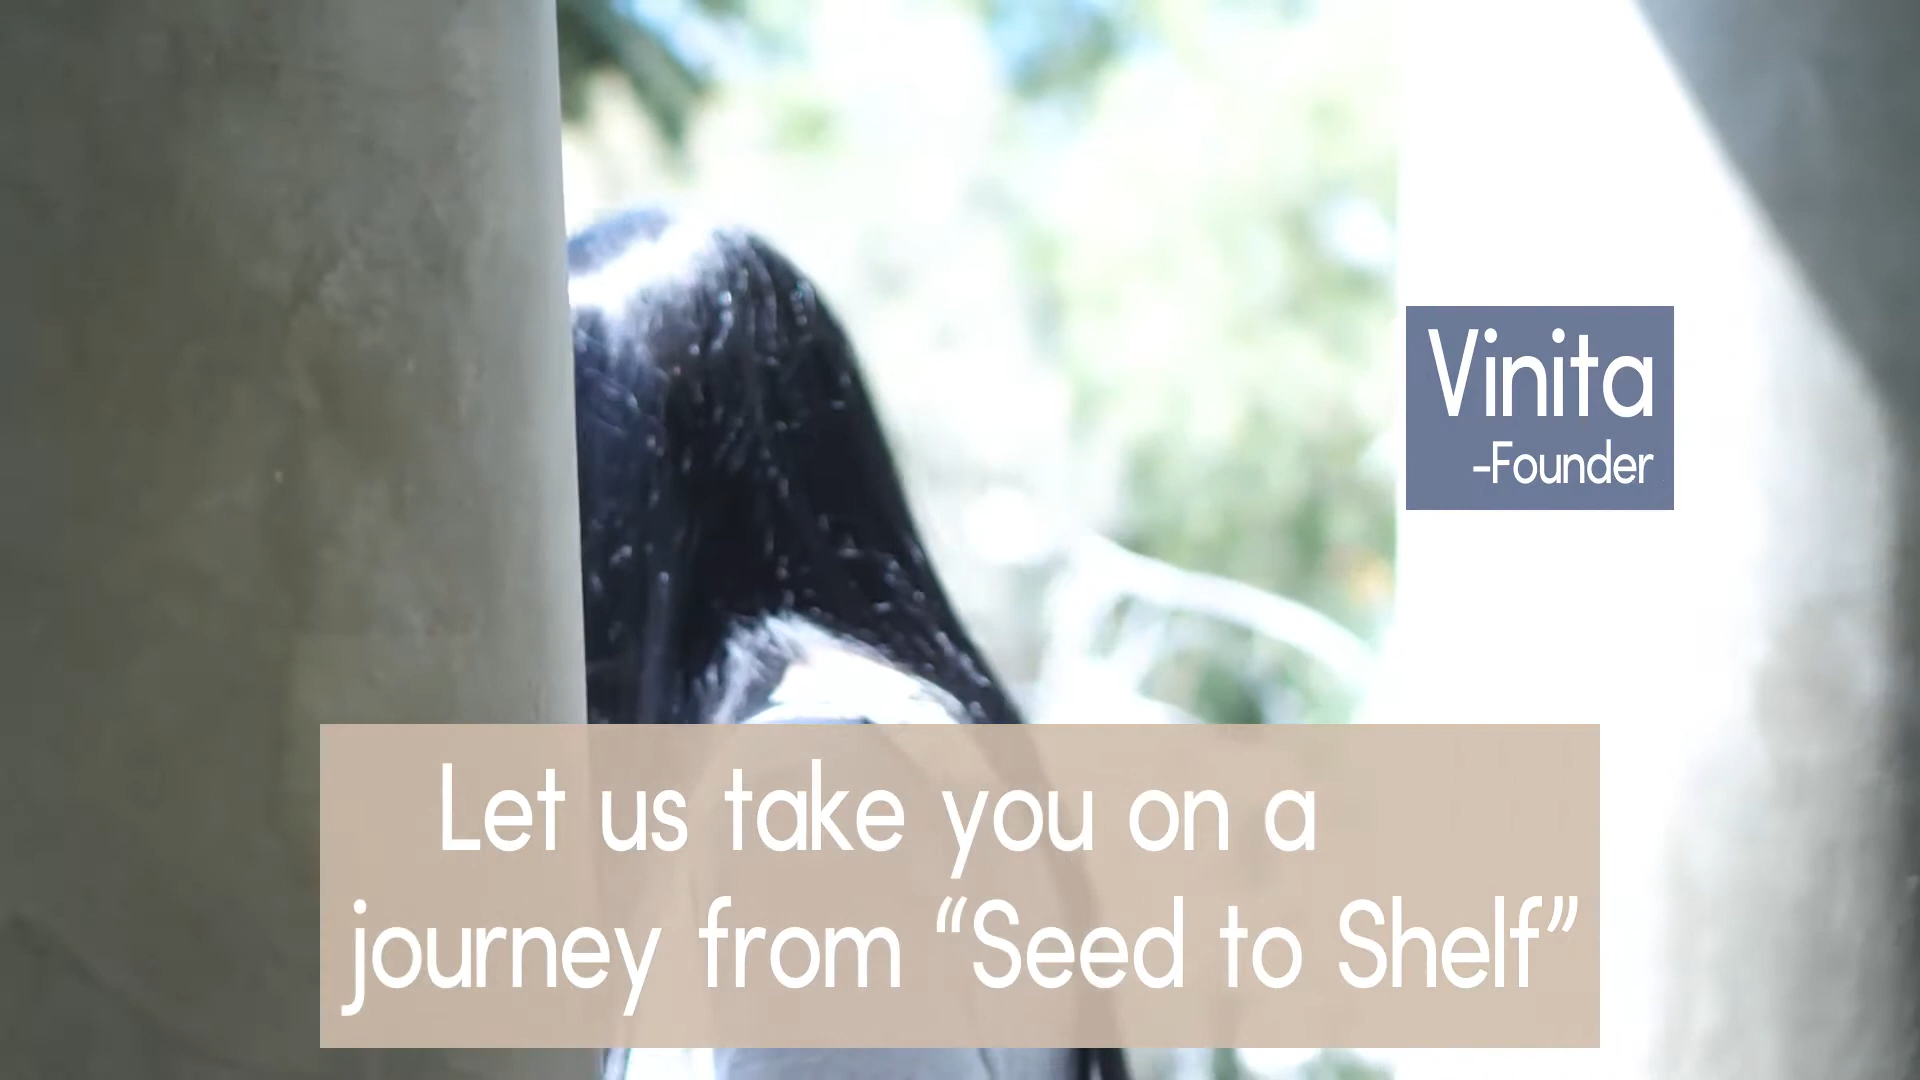 Vinita
-Founder
Let us take you on a
journey from “Seed to Shelf”